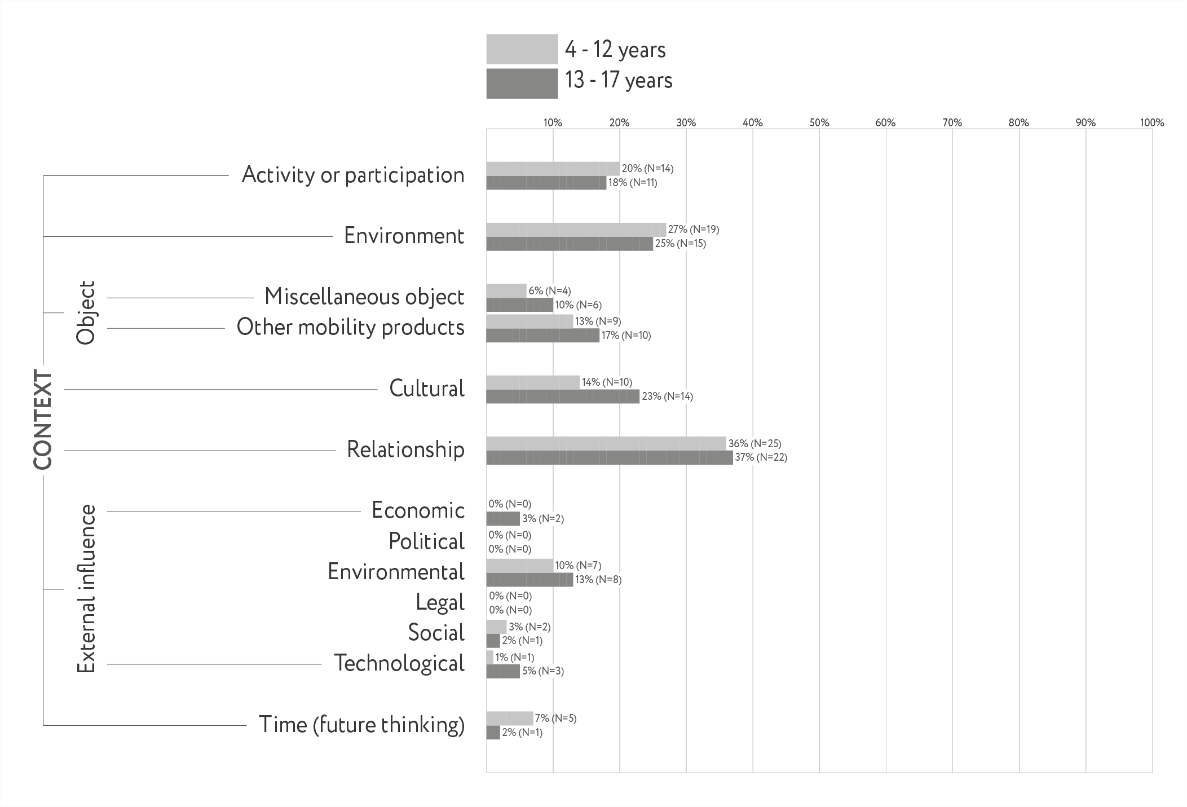 4 - 12 years
13 - 17 years
10% 20% 30% 40% 50% 60% 70% 80% 90% 100%
CONTEXT
Activity or participation
20% (N=14)
18% (N=11)
Environment
27% (N=19)
25% (N=15)
Object
Miscellaneous object
6% (N=4)
10% (N=6)
Other mobility products
13% (N=9)
17% (N=10)
Cultural
14% (N=10)
23% (N=14)
Relationship
36% (N=25)
37% (N=22)
External influence
Economic
0% (N=0)
3% (N=2)
Political
0% (N=0)
0% (N=0)
Environmental
10% (N=7)
13% (N=8)
Legal
0% (N=0)
0% (N=0)
Social
3% (N=2)
2% (N=1)
Technological
1% (N=1)
5% (N=3)
Time (future thinking)
7% (N=5)
2% (N=1)